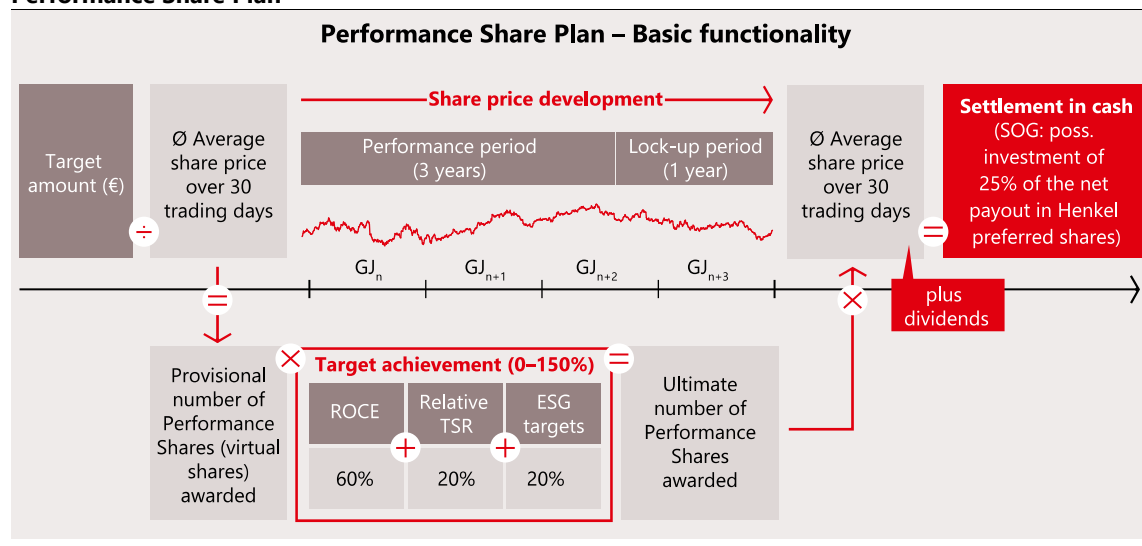 Performance Share Plan
Performance Share Plan – Basic functionality
Target
amount (€)
÷
Ø Average
share price
over 30
trading days
Share price development
Performance period
(3 years)
Lock-up period
(1 year)
Ø Average
share price
over 30
trading days
=
Settlement in cash
(SOG: poss.
investment of
25% of the net
payout in Henkel
preferred shares)
GJn
GJn+1
GJn+2
GJn+3
=
×
plus
dividends
Provisional
number of
Performance
Shares (virtual
shares)
awarded
×
Target achievement (0–150%)
=
ROCE
Relative
TSR
ESG
targets
+
+
60%
20%
20%
Ultimate
number of
Performance
Shares
awarded